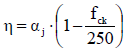 η = α_j · (1 − f_ck / 250)